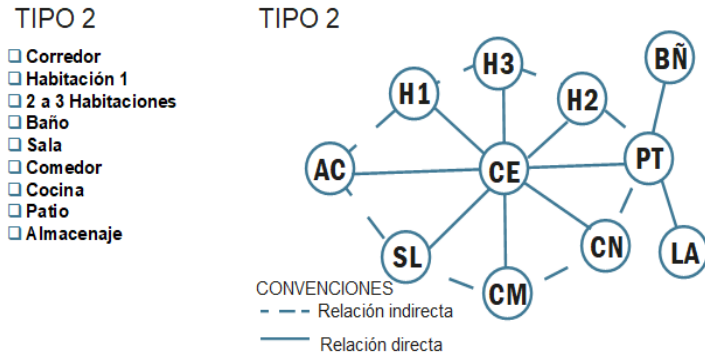 TIPO 2
Corredor
Habitación 1
2 a 3 Habitaciones
Baño
Sala
Comedor
Cocina
Patio
Almacenaje
TIPO 2
BÑ
H3
H1
H2
AC
CE
PT
SL
CN
LA
CM
CONVENCIONES
Relación indirecta
Relación directa